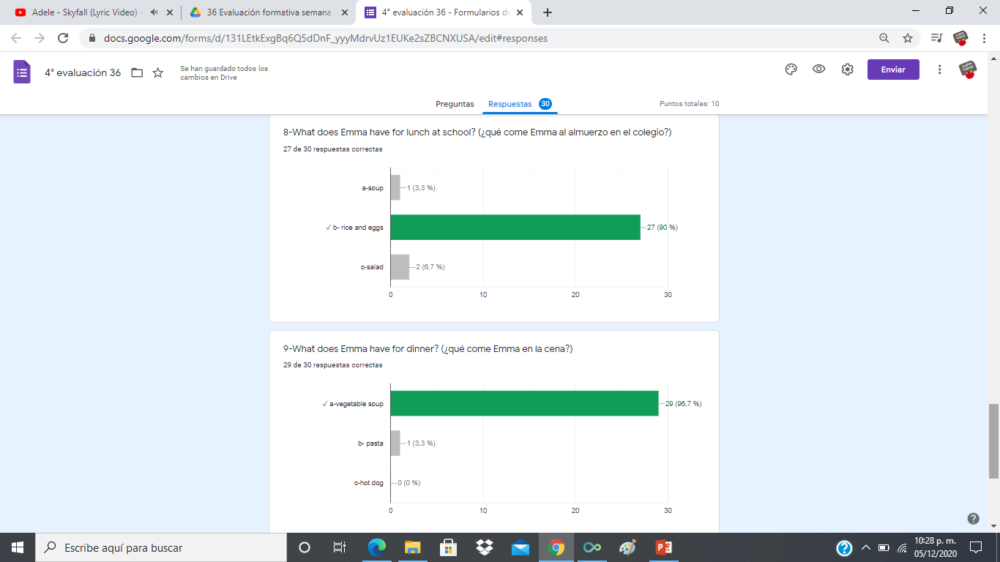 Adele - Skyfall (Lyric Video) -
36 Evaluación formativa semana
4° evaluación 36 - Formularios de
docs.google.com/forms/d/131LEtkExgBq6Q5dDnF_yyyMdrvUz1EUKe2sZBCNXUSA/edit#responses
4° evaluación 36
Se han guardado todos los
cambios en Drive
Enviar
Preguntas
Respuestas
30
Puntos totales: 10
8-What does Emma have for lunch at school? (¿qué come Emma al almuerzo en el colegio?)
27 de 30 respuestas correctas
a-soup
1 (3,3 %)
✓ b- rice and eggs
27 (90 %)
c-salad
2 (6,7 %)
0 10 20 30
9-What does Emma have for dinner? (¿qué come Emma en la cena?)
29 de 30 respuestas correctas
✓ a-vegetable soup
29 (96,7 %)
b- pasta
1 (3,3 %)
c-hot dog
0 (0 %)
0 10 20 30
Escribe aquí para buscar
10:28 p. m.
05/12/2020